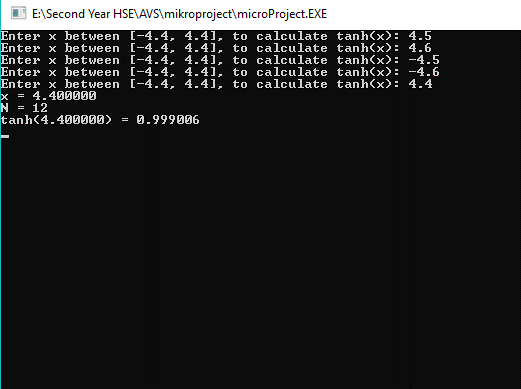 E:\Second Year HSE\AVS\mikroproject\microProject.EXE
Enter x between [-4.4, 4.4], to calculate tanh(x): 4.5
Enter x between [-4.4, 4.4], to calculate tanh(x): 4.6
Enter x between [-4.4, 4.4], to calculate tanh(x): -4.5
Enter x between [-4.4, 4.4], to calculate tanh(x): -4.6
Enter x between [-4.4, 4.4], to calculate tanh(x): 4.4
x = 4.400000
N = 12
tanh(4.400000) = 0.999006